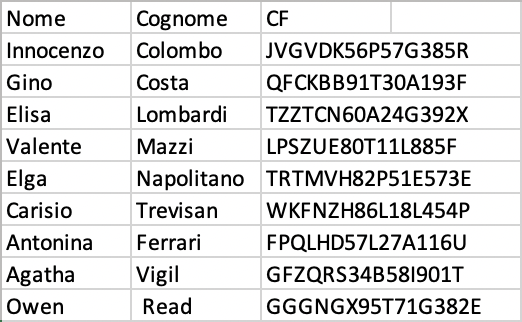 Nome Cognome CF
Innocenzo Colombo JVGVDK56P57G385R
Gino Costa QFCKBB91T30A193F
Elisa Lombardi TZZTCN60A24G392X
Valente Mazzi LPSZUE80T11L885F
Elga Napolitano TRTMVH82P51E573E
Carisio Trevisan WKFNZH86L18L454P
Antonina Ferrari FPQLHD57L27A116U
Agatha Vigil GFZQRS34B58I901T
Owen Read GGGNGX95T71G382E